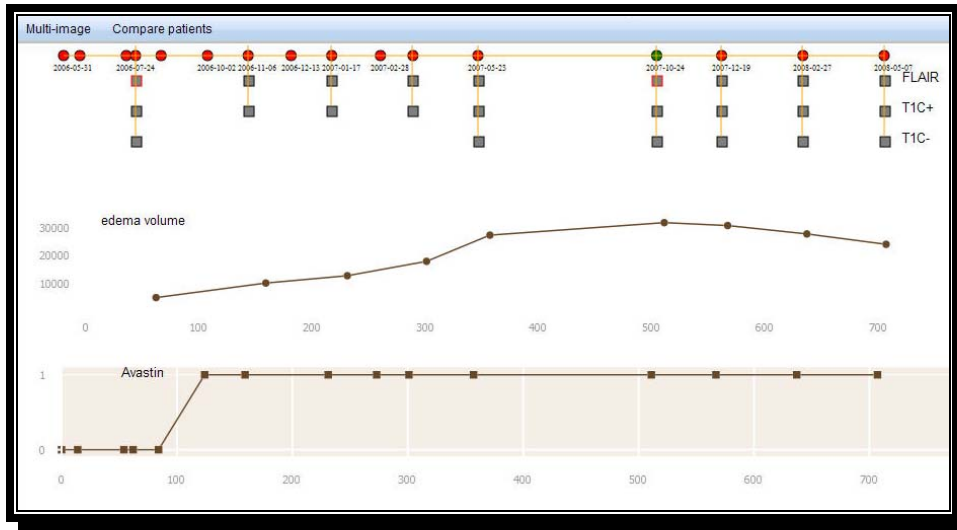 Multi-image Compare patients
2006-05-31 2006-07-24 2006-10-02 2006-11-06 2006-12-13 2007-01-17 2007-02-28 2007-05-23 2007-10-24 2007-12-19 2008-02-27 2008-05-07
FLAIR
T1C+
T1C-
edema volume
30000
20000
10000
0 100 200 300 400 500 600 700
Avastin
1
0
0 100 200 300 400 500 600 700